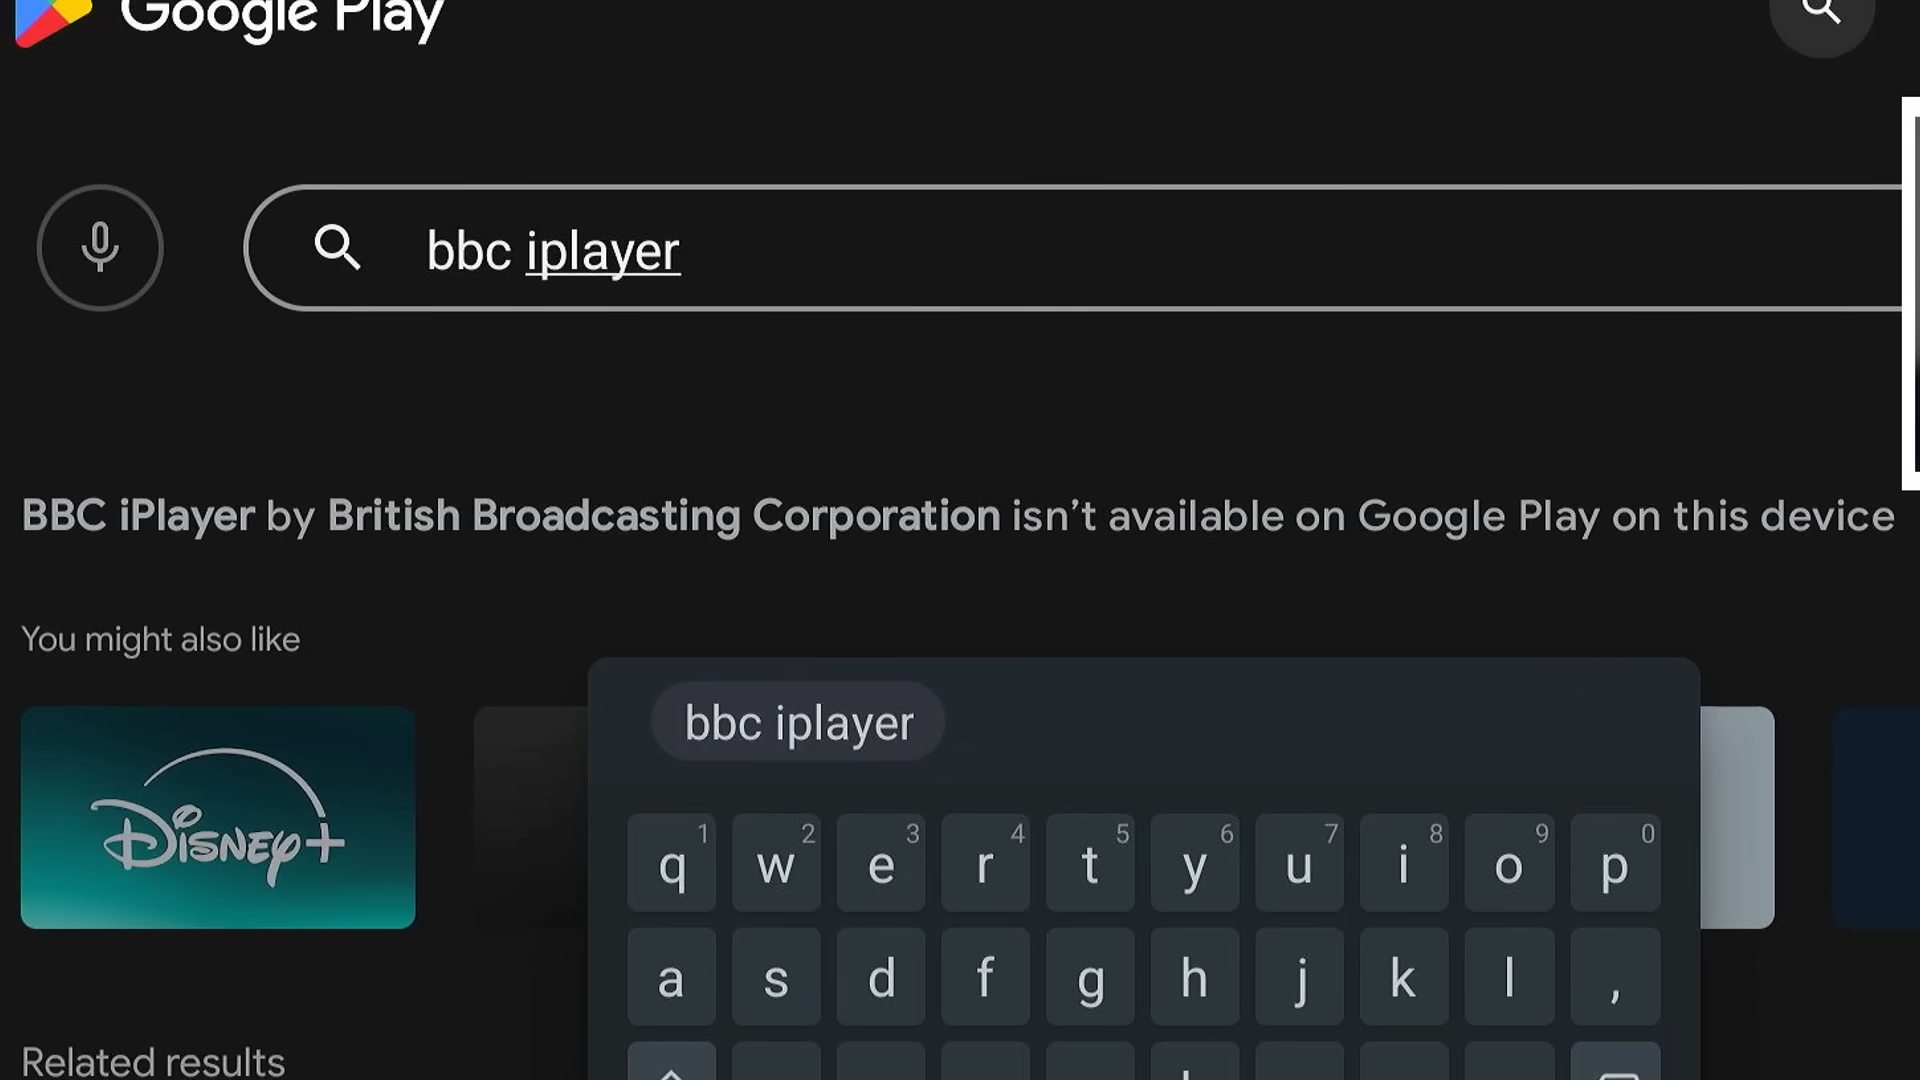 Google Play
bbc iplayer
BBC iPlayer by British Broadcasting Corporation isn't available on Google Play on this device
You might also like
bbc iplayer
Disney+
1 2 3 4 5 6 7 8 9 0
q w e r t y u i o p
a s d f g h j k l ,
Related results